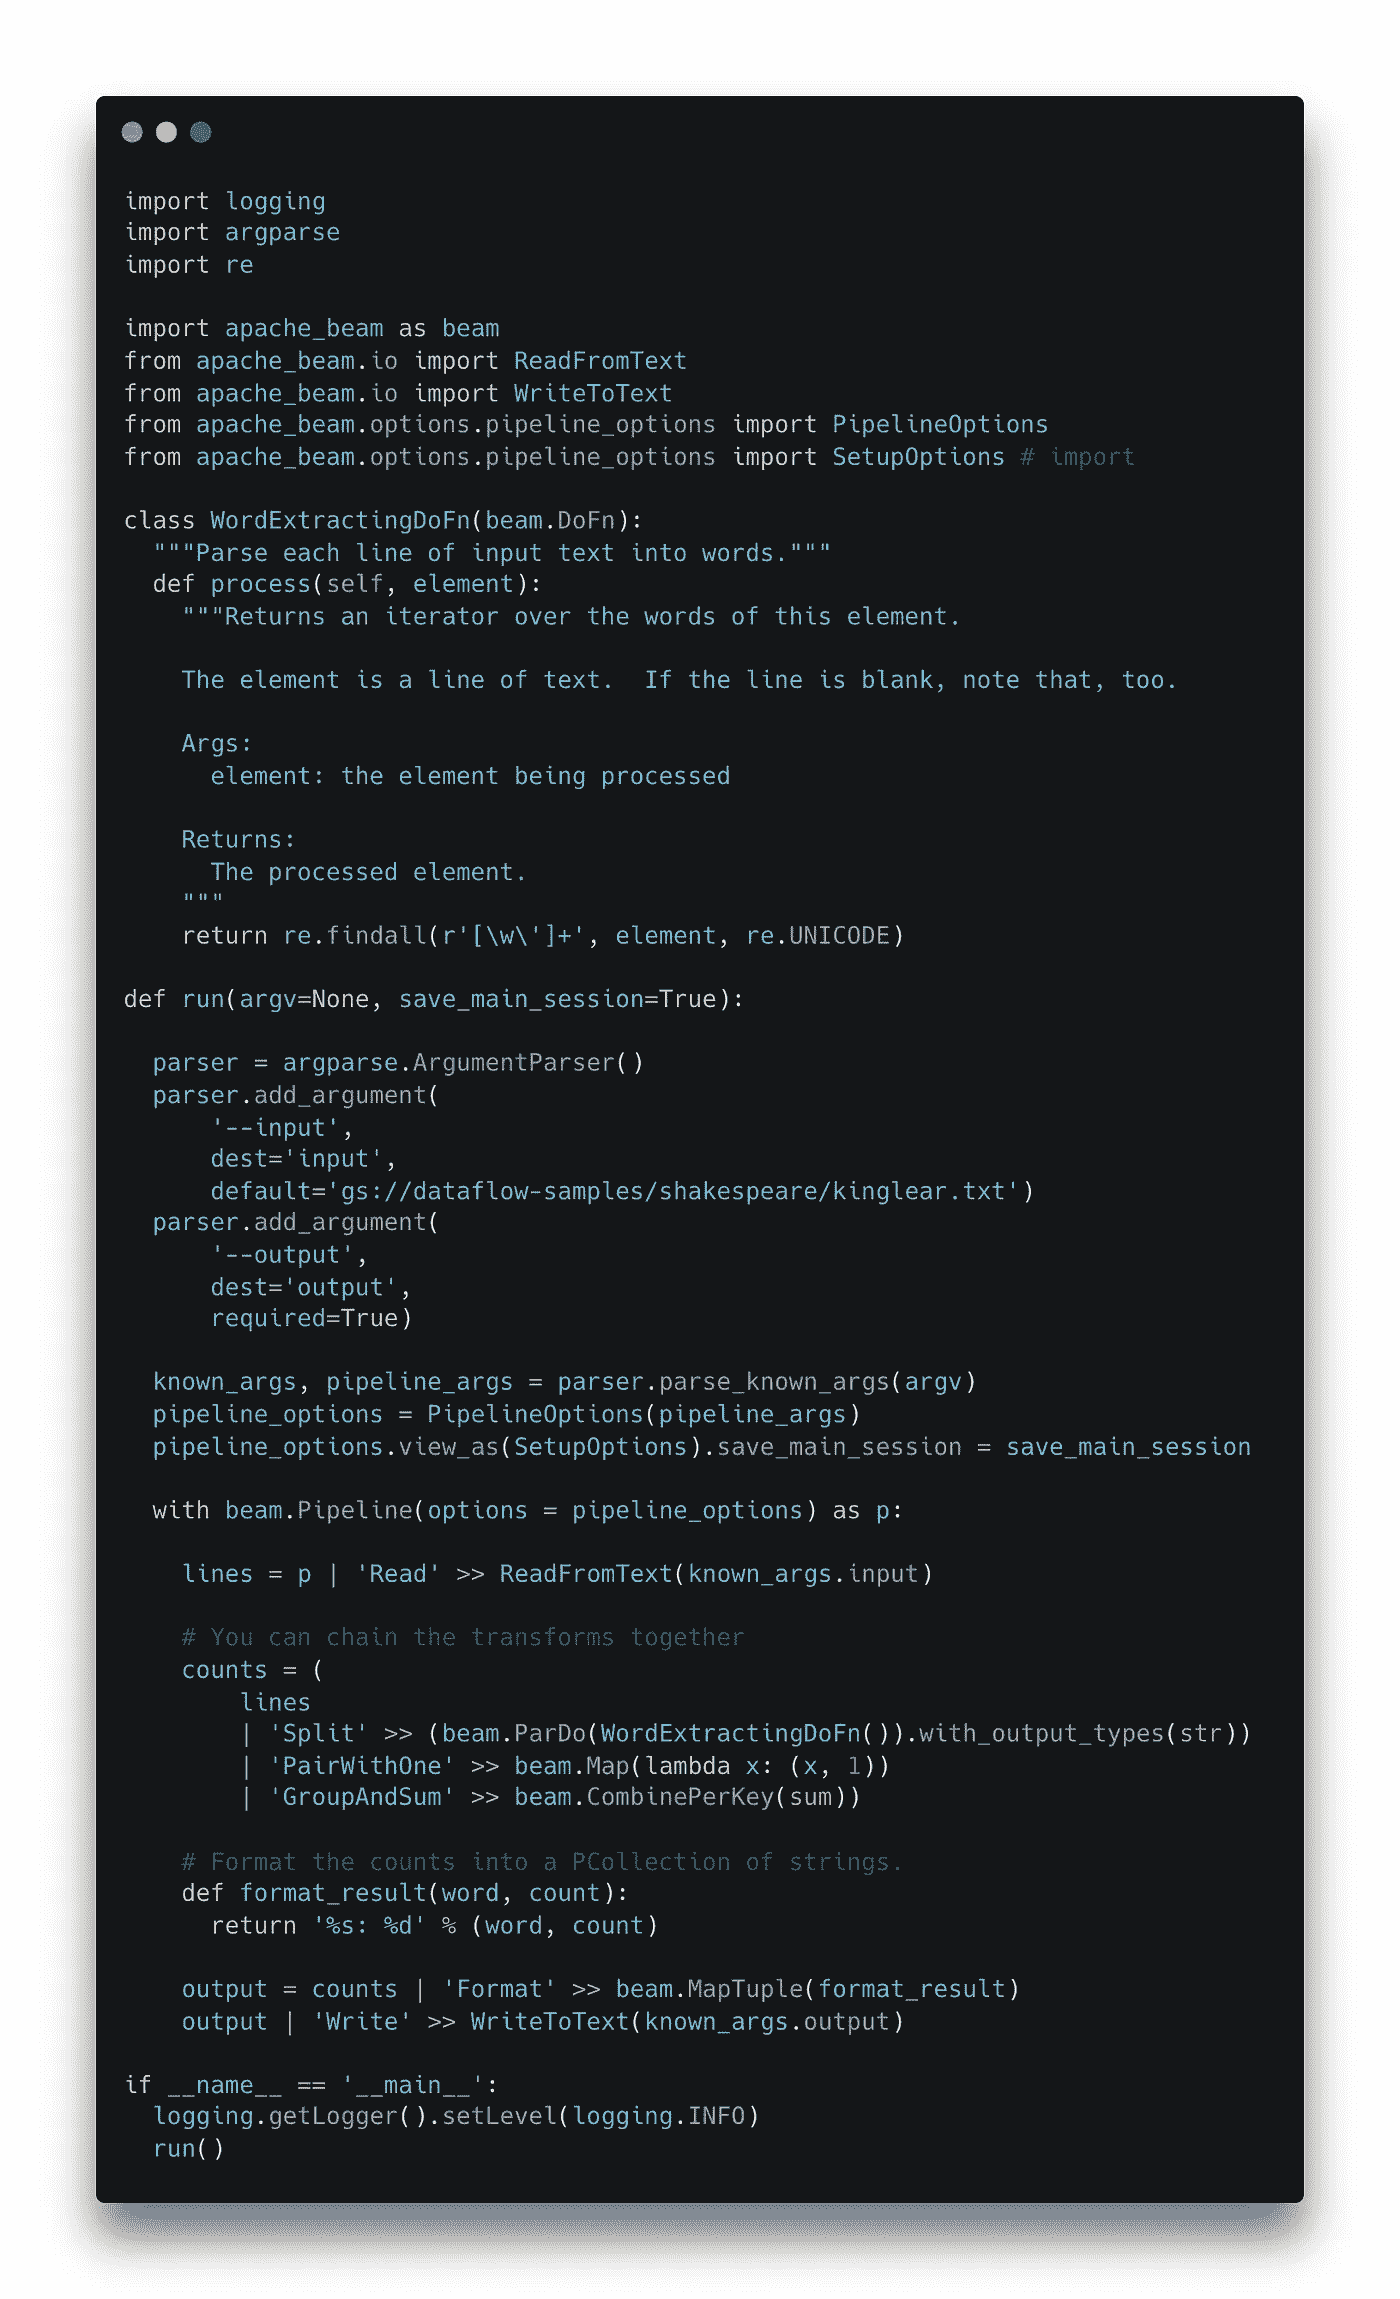 import logging
import argparse
import re

import apache_beam as beam
from apache_beam.io import ReadFromText
from apache_beam.io import WriteToText
from apache_beam.options.pipeline_options import PipelineOptions
from apache_beam.options.pipeline_options import SetupOptions # import

class WordExtractingDoFn(beam.DoFn):
  """Parse each line of input text into words."""
  def process(self, element):
    """Returns an iterator over the words of this element.

    The element is a line of text.  If the line is blank, note that, too.

    Args:
      element: the element being processed

    Returns:
      The processed element.
    """
    return re.findall(r'[\w\']+', element, re.UNICODE)

def run(argv=None, save_main_session=True):

  parser = argparse.ArgumentParser()
  parser.add_argument(
      '--input',
      dest='input',
      default='gs://dataflow-samples/shakespeare/kinglear.txt')
  parser.add_argument(
      '--output',
      dest='output',
      required=True)

  known_args, pipeline_args = parser.parse_known_args(argv)
  pipeline_options = PipelineOptions(pipeline_args)
  pipeline_options.view_as(SetupOptions).save_main_session = save_main_session

  with beam.Pipeline(options = pipeline_options) as p:

    lines = p | 'Read' >> ReadFromText(known_args.input)

    # You can chain the transforms together
    counts = (
        lines
        | 'Split' >> (beam.ParDo(WordExtractingDoFn()).with_output_types(str))
        | 'PairWithOne' >> beam.Map(lambda x: (x, 1))
        | 'GroupAndSum' >> beam.CombinePerKey(sum))

    # Format the counts into a PCollection of strings.
    def format_result(word, count):
      return '%s: %d' % (word, count)

    output = counts | 'Format' >> beam.MapTuple(format_result)
    output | 'Write' >> WriteToText(known_args.output)

if __name__ == '__main__':
  logging.getLogger().setLevel(logging.INFO)
  run()